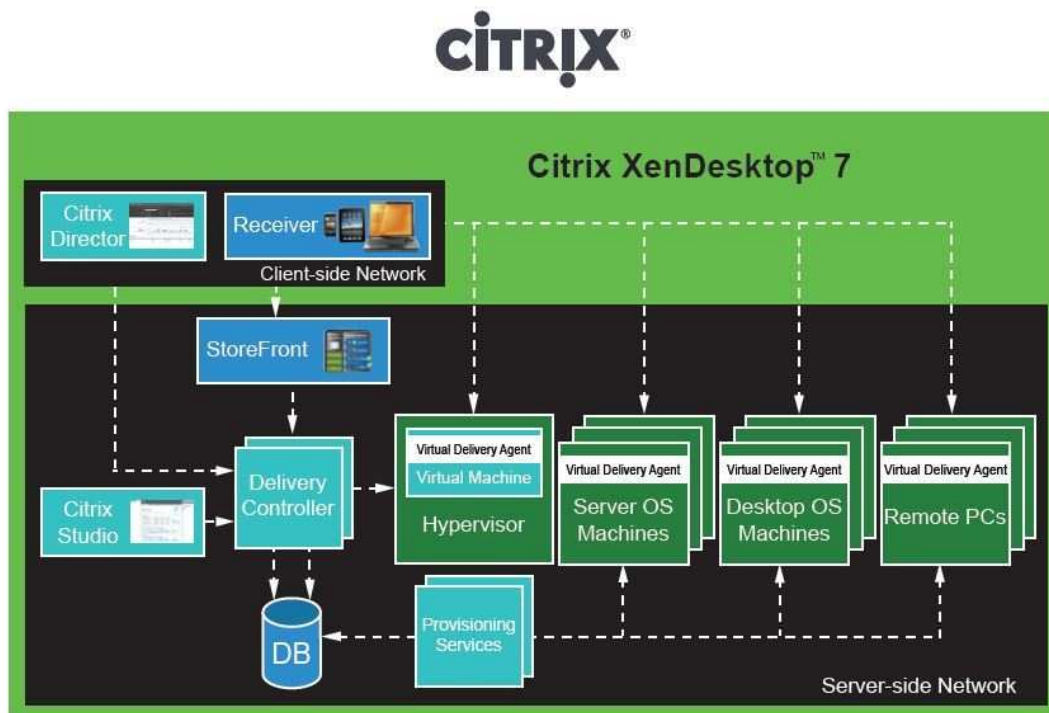 CİTRİX®
Citrix XenDesktop™ 7
Citrix
Director
Receiver
Client-side Network
StoreFront
Delivery
Controller
Citrix
Studio
Virtual Delivery Agent
Virtual Machine
Hypervisor
Virtual Delivery Agent
Server OS
Machines
Virtual Delivery Agent
Desktop OS
Machines
Virtual Delivery Agent
Remote PCs
DB
Provisioning
Services
Server-side Network